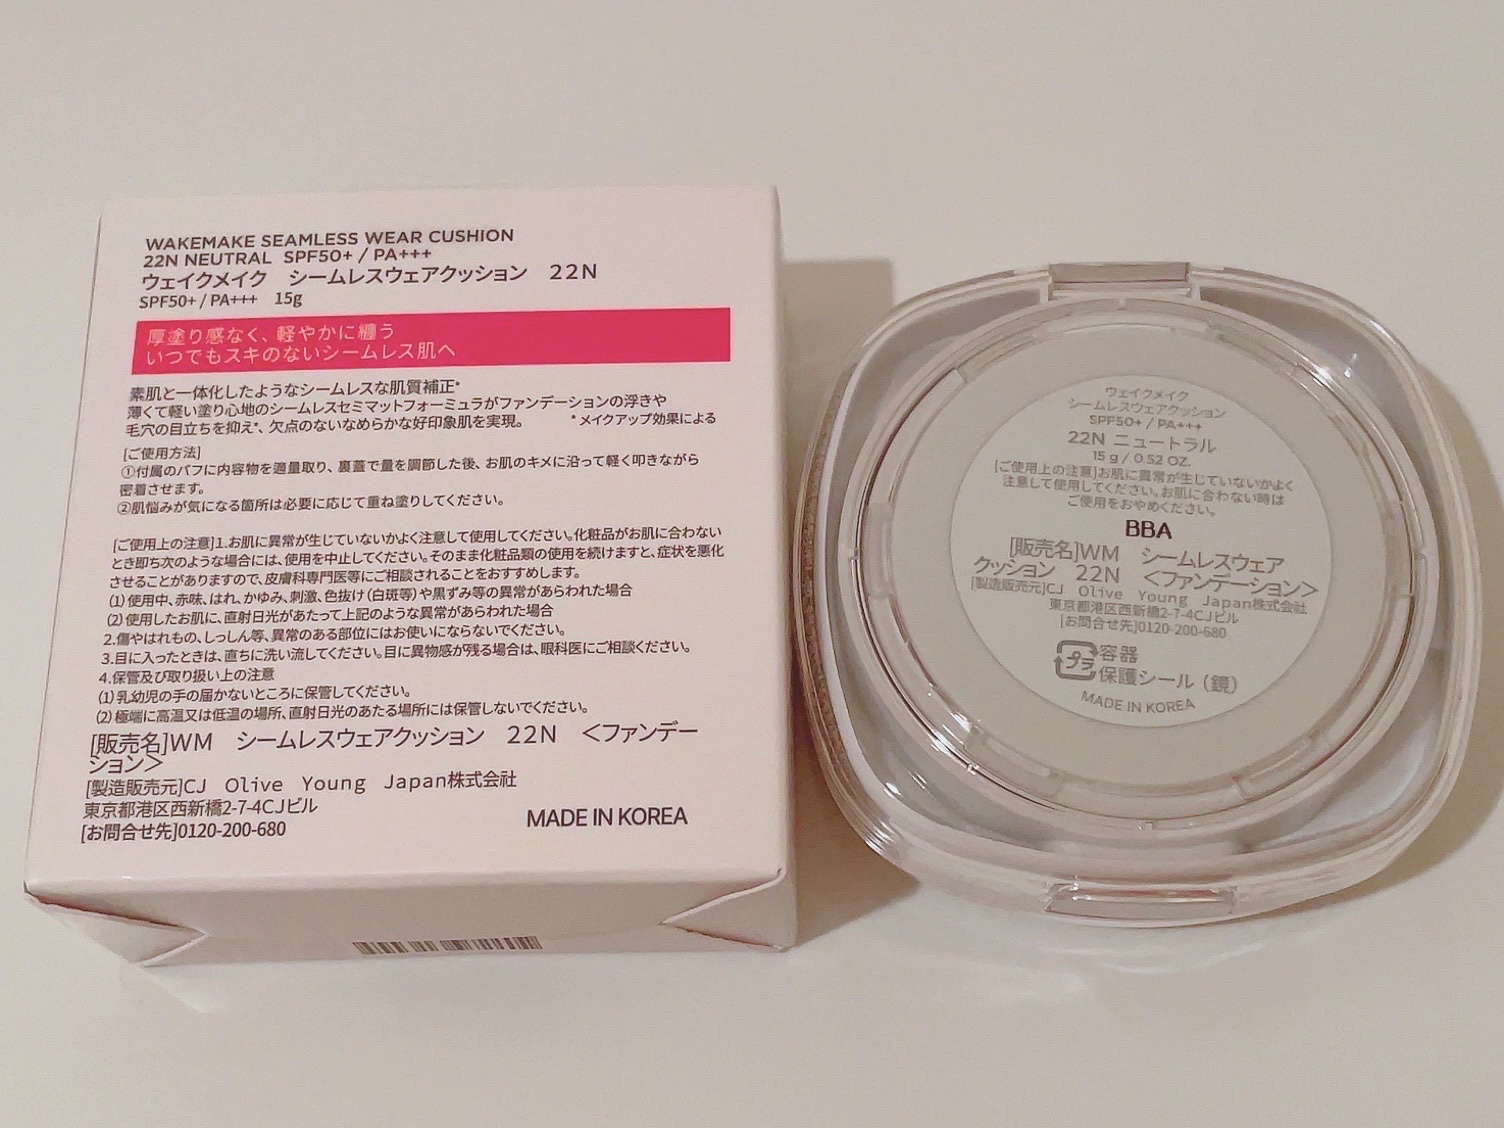 WAKEMAKE SEAMLESS WEAR CUSHION
22N NEUTRAL SPF50+ / PA+++
ウェイクメイク　シームレスウェアクッション　22N
SPF50+ / PA+++　15g
厚塗り感なく、軽やかに纏う
いつでもスキのないシームレス肌へ
素肌と一体化したようなシームレスな肌質補正*
薄くて軽い塗り心地のシームレスセミマットフォーミュラがファンデーションの浮きや
毛穴の目立ちを抑え*、欠点のないなめらかな好印象肌を実現。　* メイクアップ効果による
[ご使用方法]
①付属のパフに内容物を適量取り、裏蓋で量を調節した後、お肌のキメに沿って軽く叩きながら
密着させます。
②肌悩みが気になる箇所は必要に応じて重ね塗りしてください。
[ご使用上の注意]1.お肌に異常が生じていないかよく注意して使用してください。化粧品がお肌に合わない
とき即ち次のような場合には、使用を中止してください。そのまま化粧品類の使用を続けますと、症状を悪化
させることがありますので、皮膚科専門医等にご相談されることをおすすめします。
(1)使用中、赤味、はれ、かゆみ、刺激、色抜け(白斑等)や黒ずみ等の異常があらわれた場合
(2)使用したお肌に、直射日光があたって上記のような異常があらわれた場合
2.傷やはれもの、しっしん等、異常のある部位にはお使いにならないでください。
3.目に入ったときは、直ちに洗い流してください。目に異物感が残る場合は、眼科医にご相談ください。
4.保管及び取り扱い上の注意
(1)乳幼児の手の届かないところに保管してください。
(2)極端に高温又は低温の場所、直射日光のあたる場所には保管しないでください。
[販売名]WM　シームレスウェアクッション　22N　＜ファンデー
ション＞
[製造販売元]CJ　Olive　Young　Japan株式会社
東京都港区西新橋2-7-4CJビル
[お問合せ先]0120-200-680
MADE IN KOREA
ウェイクメイク
シームレスウェアクッション
SPF50+ / PA+++
22N ニュートラル
15 g / 0.52 OZ.
[ご使用上の注意]お肌に異常が生じていないかよく
注意して使用してください。お肌に合わない時は
ご使用をおやめください。
BBA
[販売名]WM　シームレスウェア
クッション　22N　＜ファンデーション＞
[製造販売元]CJ　Olive　Young　Japan株式会社
東京都港区西新橋2-7-4CJビル
[お問合せ先]0120-200-680
プラ 容器
保護シール（鏡）
MADE IN KOREA